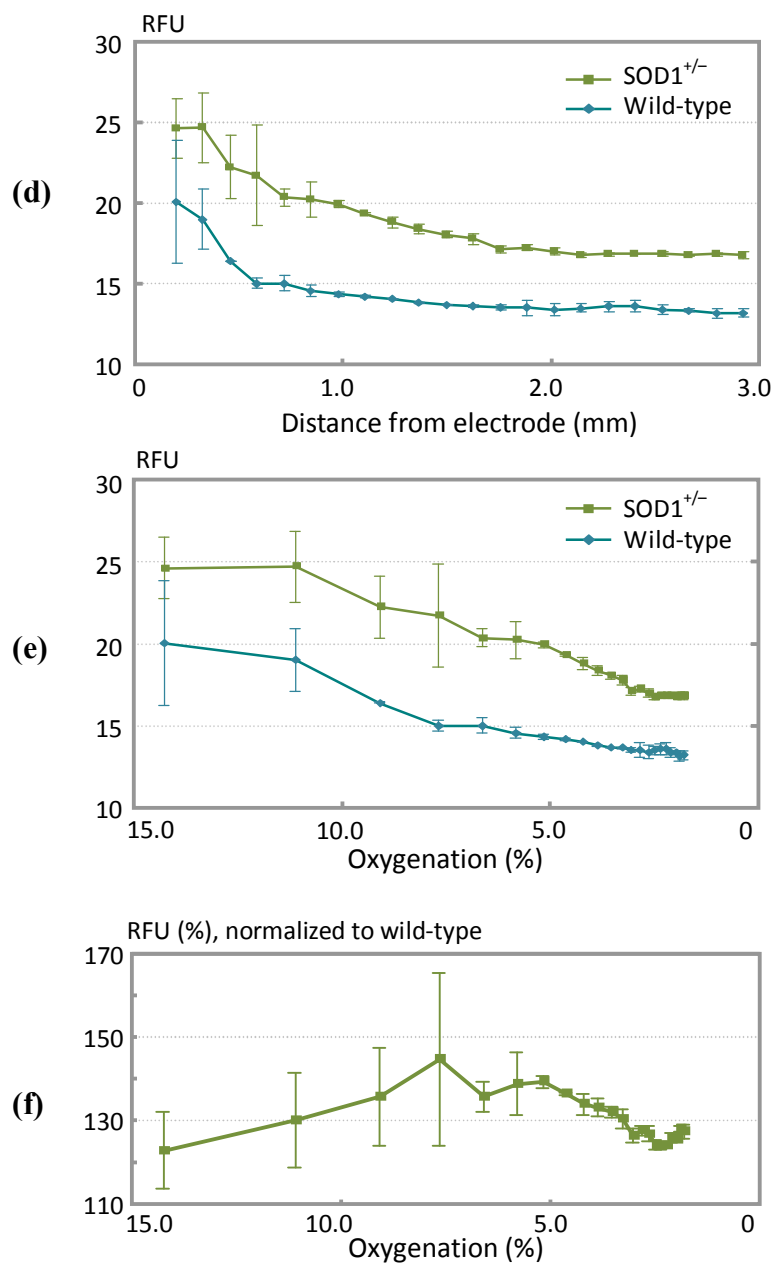 (d)
RFU
30
25
20
15
10
SOD1+/−
Wild-type
0 1.0 2.0 3.0
Distance from electrode (mm)
(e)
RFU
30
25
20
15
10
SOD1+/−
Wild-type
15.0 10.0 5.0 0
Oxygenation (%)
(f)
RFU (%), normalized to wild-type
170
150
130
110
15.0 10.0 5.0 0
Oxygenation (%)